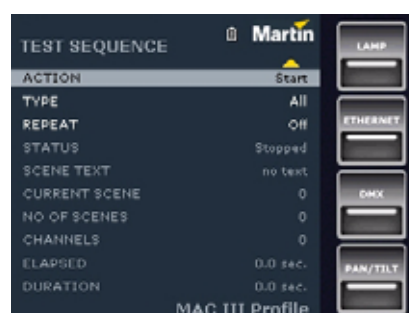 Martin
TEST SEQUENCE
ACTION Start
TYPE All
REPEAT Off
STATUS Stopped
SCENE TEXT no text
CURRENT SCENE 0
NO OF SCENES 0
CHANNELS 0
ELAPSED 0.0 sec.
DURATION 0.0 sec.
MAC III Profile
LAMP
ETHERNET
DMX
PAN/TILT